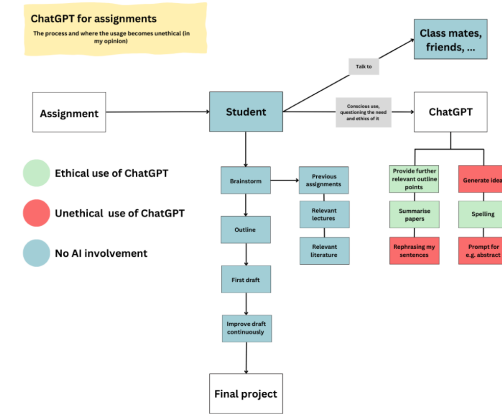 ChatGPT for assignments
The process and where the usage becomes unethical (in
my opinion)
Class mates,
friends, ...
Talk to
Assignment
Student
Conscious use,
questioning the need
and ethics of it
ChatGPT
Ethical use of ChatGPT
Unethical use of ChatGPT
No AI involvement
Brainstorm
Previous
assignments
Provide further
relevant outline
points
Generate idea
Relevant
lectures
Summarise
papers
Spelling
Outline
Relevant
literature
Rephrasing my
sentences
Prompt for
e.g. abstract
First draft
Improve draft
continuously
Final project